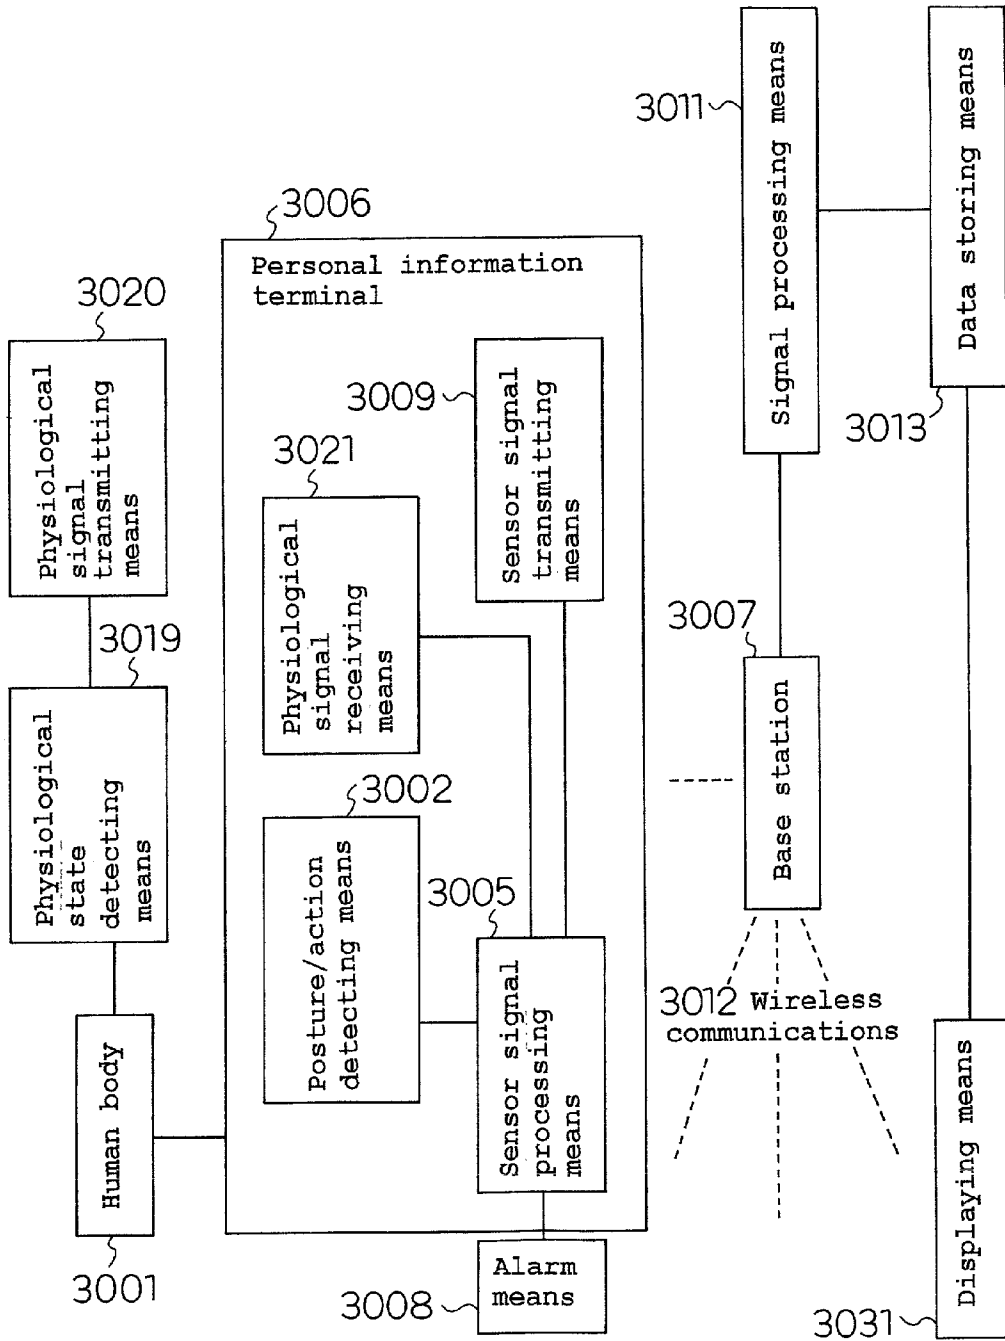 3020
Physiological
signal
transmitting
means
3019
Physiological
state
detecting
means
Human body
3001
3006
Personal information
terminal
3021
Physiological
signal
receiving
means
3009
Sensor signal
transmitting
means
3002
Posture/action
detecting means
3005
Sensor signal
processing
means
Alarm
means
3008
3011
Signal processing means
3007
Base station
3012 Wireless
communications
3013
Data storing means
Displaying means
3031